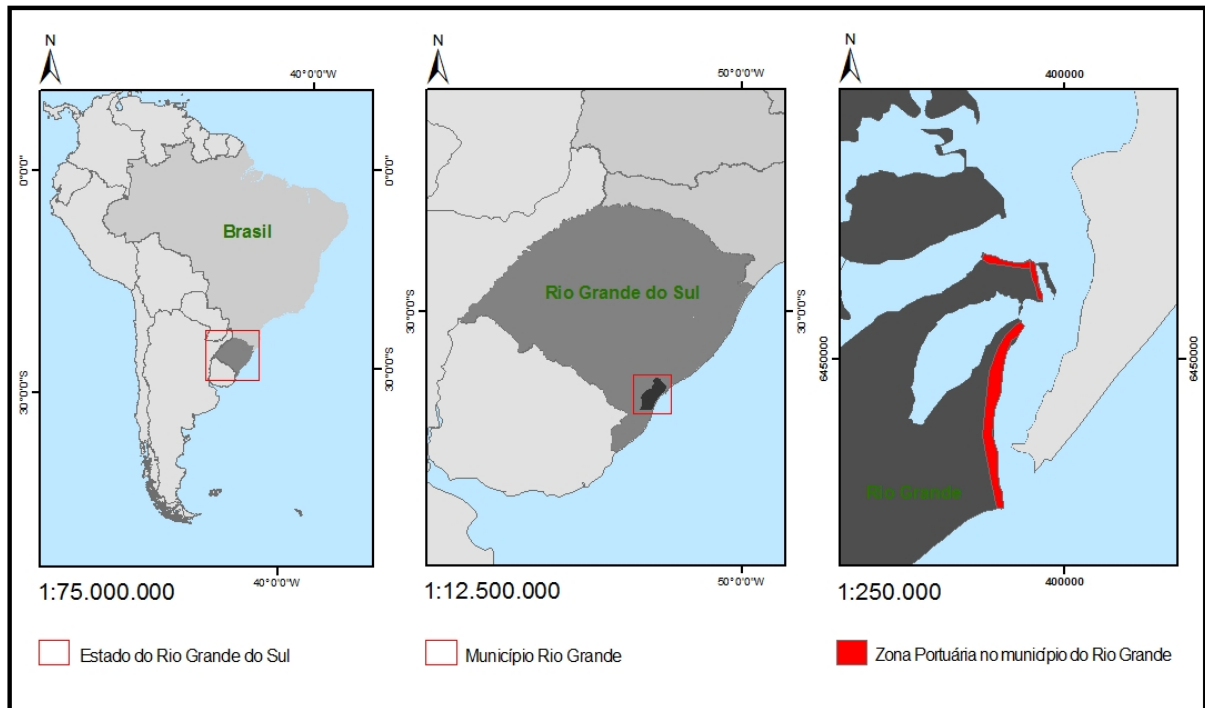 N
40°0'0"W
0°0'0"
0°0'0"
Brasil
30°0'0"S
30°0'0"S
40°0'0"W
1:75.000.000
Estado do Rio Grande do Sul
N
50°0'0"W
Rio Grande do Sul
30°0'0"S
30°0'0"S
50°0'0"W
1:12.500.000
Município Rio Grande
N
400000
6450000
6450000
Rio Grande
400000
1:250.000
Zona Portuária no município do Rio Grande